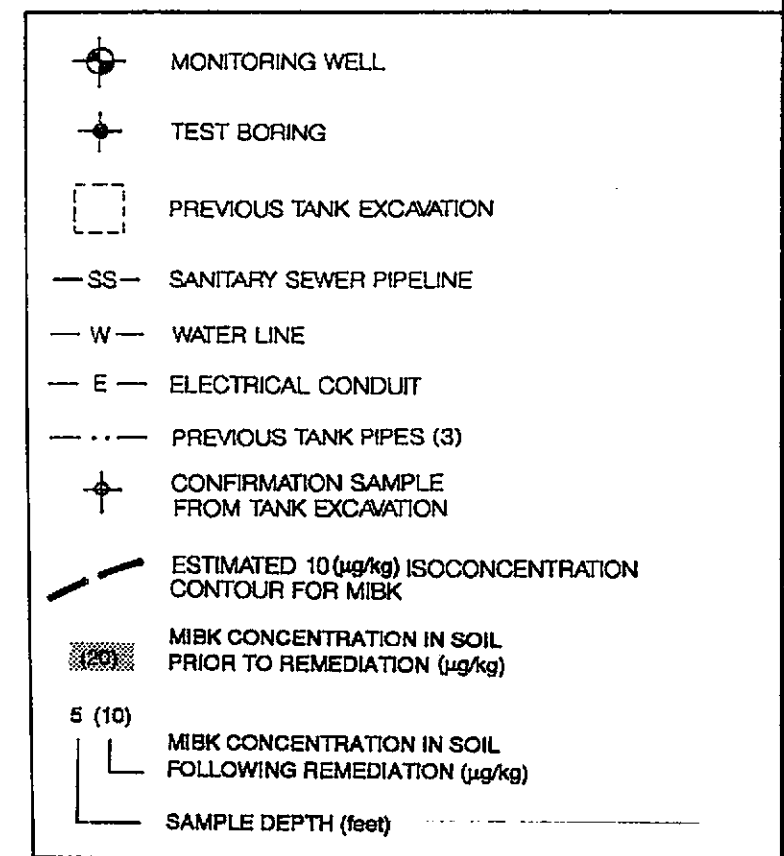 MONITORING WELL
TEST BORING
PREVIOUS TANK EXCAVATION
— SS — SANITARY SEWER PIPELINE
— W — WATER LINE
— E — ELECTRICAL CONDUIT
PREVIOUS TANK PIPES (3)
CONFIRMATION SAMPLE
FROM TANK EXCAVATION
ESTIMATED 10 (µg/kg) ISOCONCENTRATION
CONTOUR FOR MIBK
MIBK CONCENTRATION IN SOIL
(20) PRIOR TO REMEDIATION (µg/kg)
5 (10)
MIBK CONCENTRATION IN SOIL
FOLLOWING REMEDIATION (µg/kg)
SAMPLE DEPTH (feet)